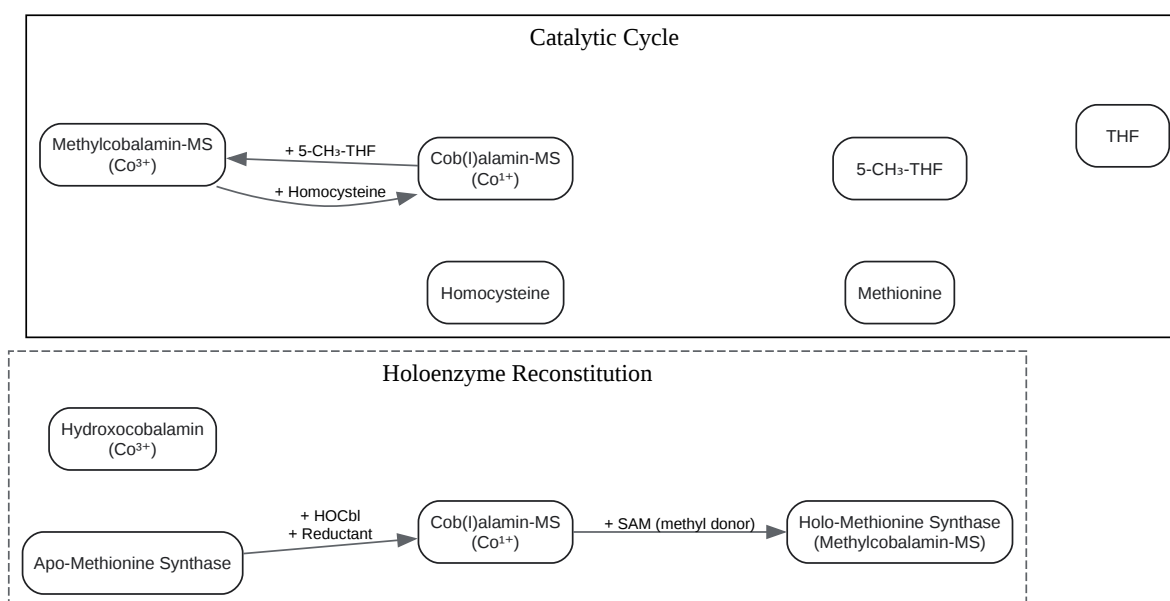 Catalytic Cycle
Methylcobalamin-MS
(Co³⁺)
+ 5-CH₃-THF
+ Homocysteine
Cob(I)alamin-MS
(Co¹⁺)
5-CH₃-THF
THF
Homocysteine
Methionine
Holoenzyme Reconstitution
Hydroxocobalamin
(Co³⁺)
Apo-Methionine Synthase
+ HOCbl
+ Reductant
Cob(I)alamin-MS
(Co¹⁺)
+ SAM (methyl donor)
Holo-Methionine Synthase
(Methylcobalamin-MS)